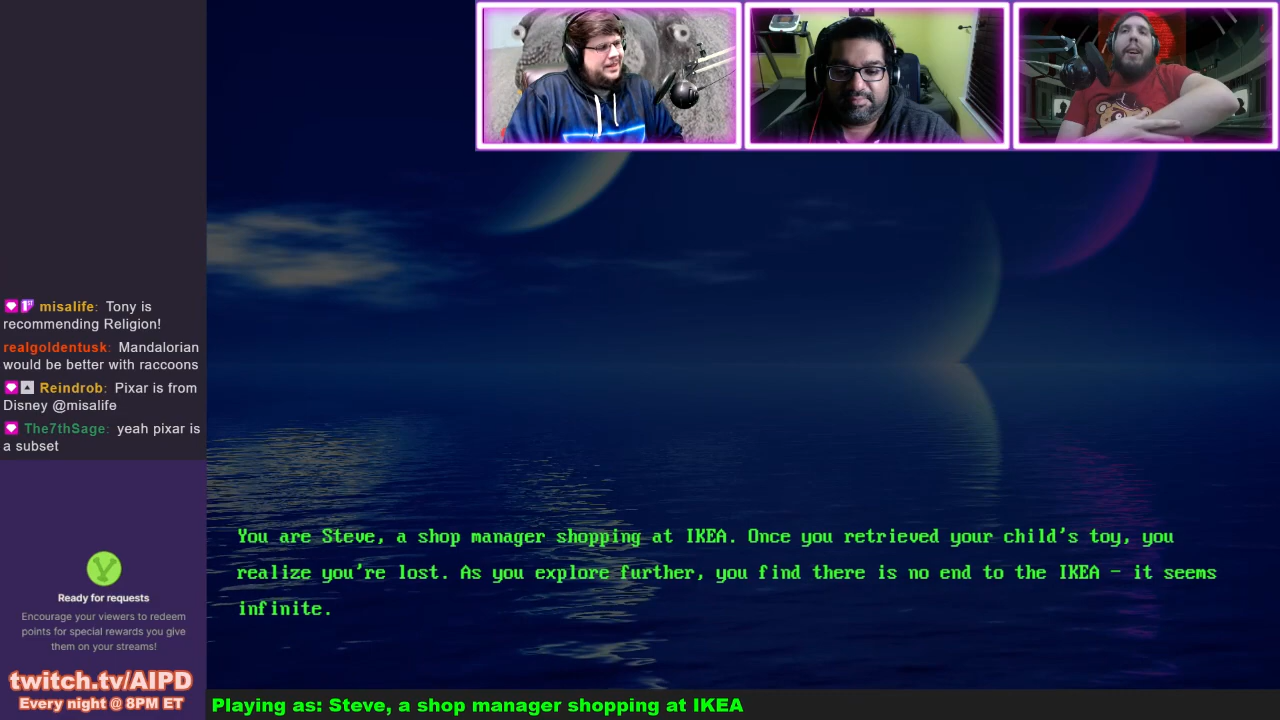 misalife: Tony is
recommending Religion!
realgoldentusk: Mandalorian
would be better with raccoons
Reindrob: Pixar is from
Disney @misalife
The7thSage: yeah pixar is
a subset
Ready for requests
Encourage your viewers to redeem
points for special rewards you give
them on your streams!
twitch.tv/AIPD
Every night @ 8PM ET
You are Steve, a shop manager shopping at IKEA. Once you retrieved your child's toy, you
realize you're lost. As you explore further, you find there is no end to the IKEA - it seems
infinite.
Playing as: Steve, a shop manager shopping at IKEA